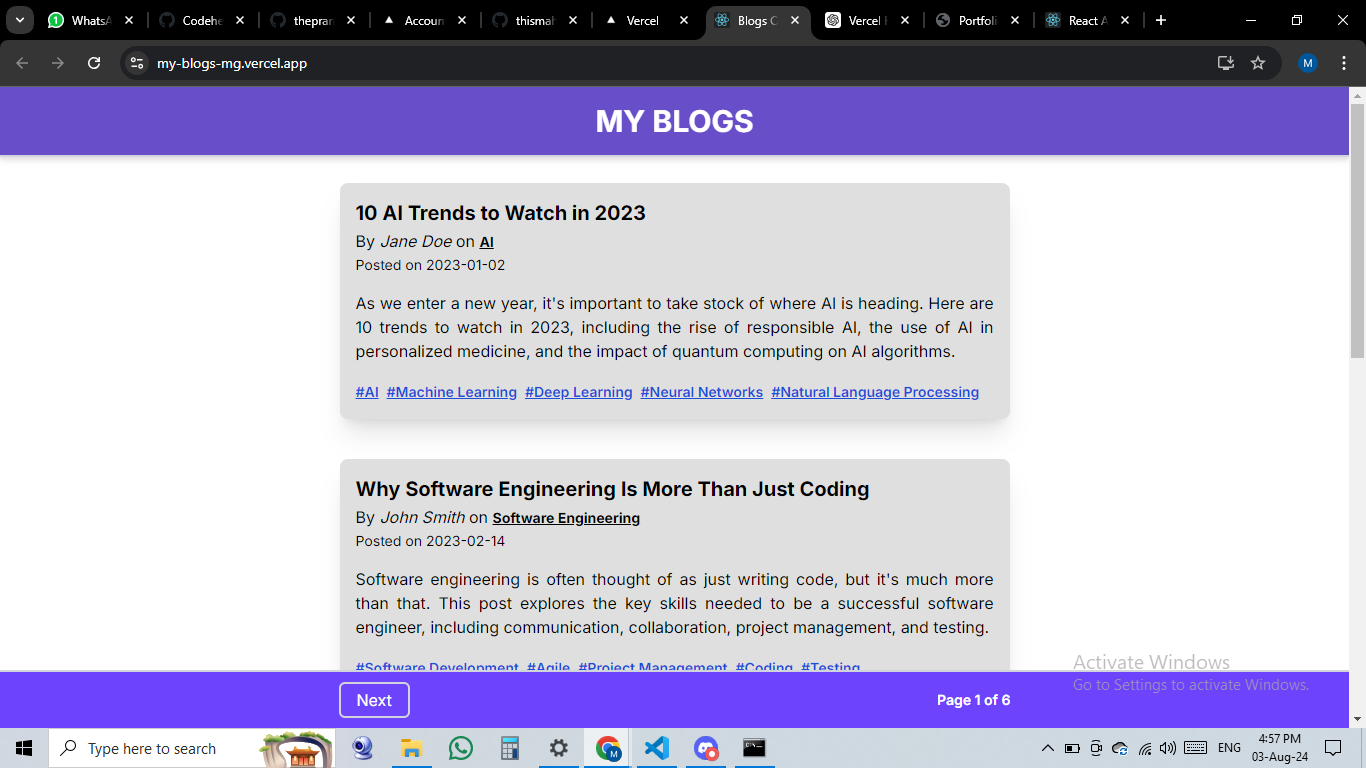 WhatsA
Codehe
thepran
Accoun
thismah
Vercel
Blogs C
Vercel
Portfoli
React A
my-blogs-mg.vercel.app
M
MY BLOGS
10 AI Trends to Watch in 2023
By Jane Doe on AI
Posted on 2023-01-02
As we enter a new year, it's important to take stock of where AI is heading. Here are
10 trends to watch in 2023, including the rise of responsible AI, the use of AI in
personalized medicine, and the impact of quantum computing on AI algorithms.
#AI #Machine Learning #Deep Learning #Neural Networks #Natural Language Processing
Why Software Engineering Is More Than Just Coding
By John Smith on Software Engineering
Posted on 2023-02-14
Software engineering is often thought of as just writing code, but it's much more
than that. This post explores the key skills needed to be a successful software
engineer, including communication, collaboration, project management, and testing.
#Software Development #Agile #Project Management #Coding #Testing
Activate Windows
Go to Settings to activate Windows.
Next
Page 1 of 6
Type here to search
ENG
4:57 PM
03-Aug-24